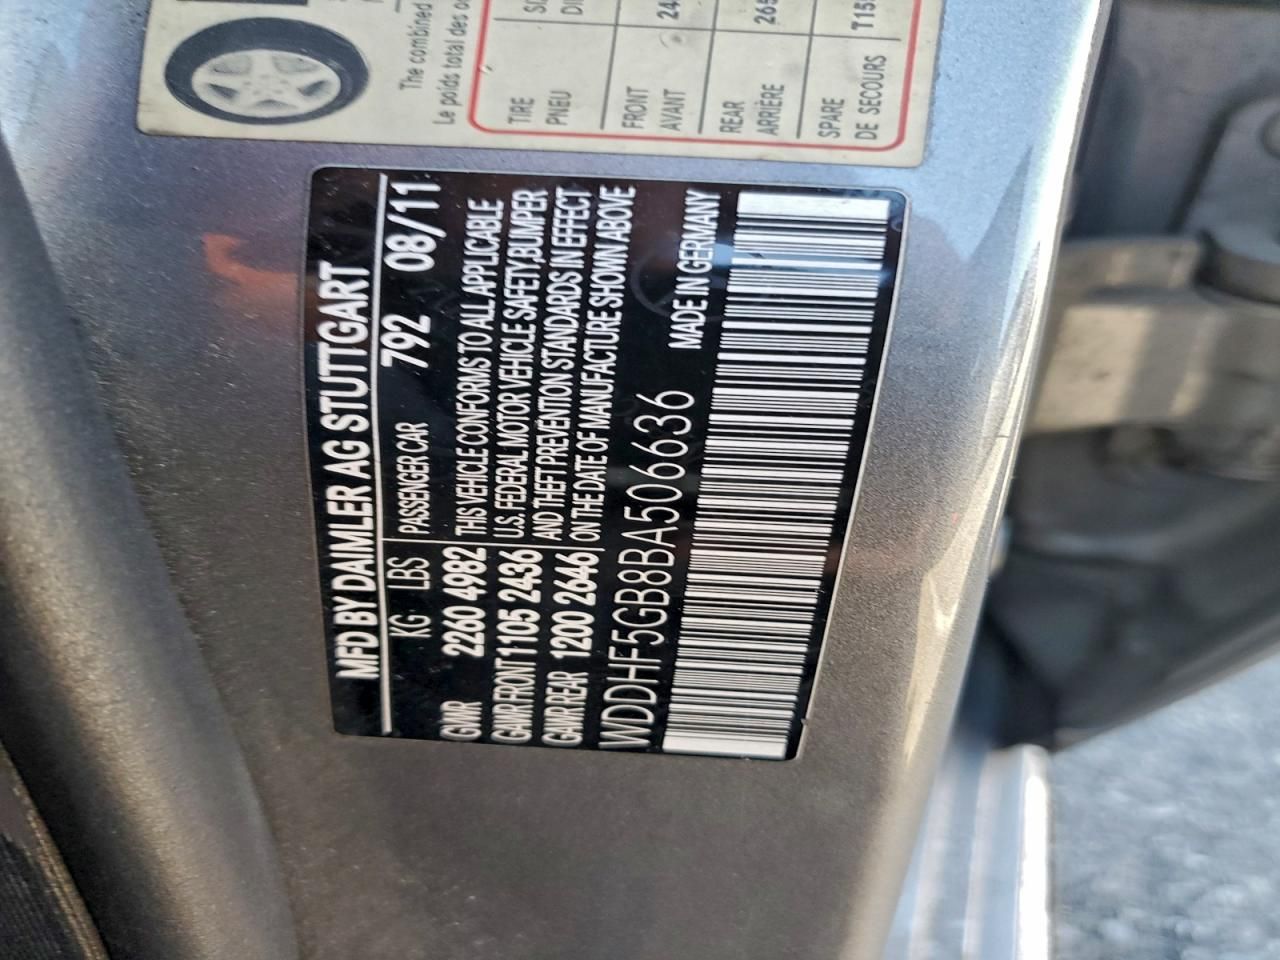 MFD BY DAIMLER AG STUTTGART
KG LBS PASSENGER CAR 792 08/11
GVWR 2260 4982 THIS VEHICLE CONFORMS TO ALL APPLICABLE
GAWR FRONT 1105 2436 U.S. FEDERAL MOTOR VEHICLE SAFETY,BUMPER
GAWR REAR 1200 2646 AND THEFT PREVENTION STANDARDS IN EFFECT
ON THE DATE OF MANUFACTURE SHOWN ABOVE
WDDHF5GB8BA506636 MADE IN GERMANY
The combined
Le poids total des
TIRE
PNEU
FRONT
AVANT
REAR
ARRIÈRE
SPARE
DE SECOURS